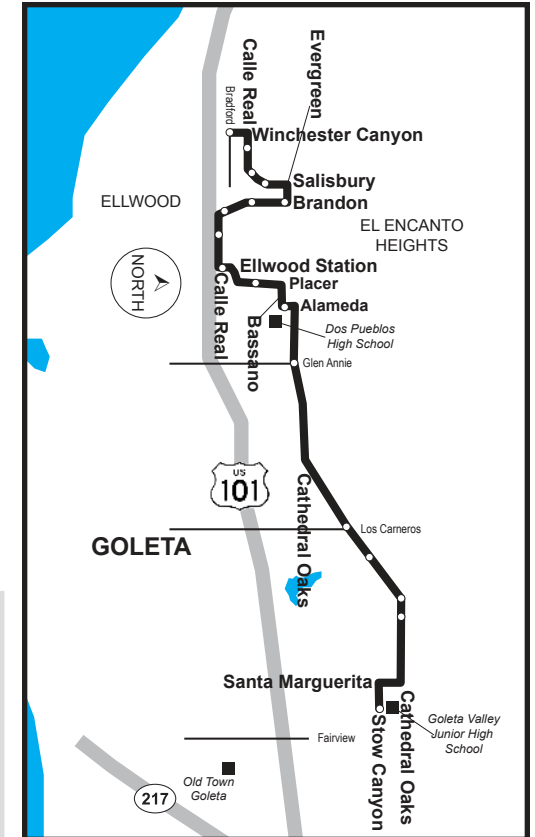 Evergreen
Calle Real
Bradford
Winchester Canyon
Salisbury
Brandon
ELLWOOD
EL ENCANTO
HEIGHTS
NORTH
Ellwood Station
Placer
Alameda
Calle Real
Bassano
Dos Pueblos
High School
Glen Annie
US
101
Cathedral Oaks
Los Carneros
GOLETA
Santa Marguerita
Cathedral Oaks
Stow Canyon
Goleta Valley
Junior High
School
Fairview
Old Town
Goleta
217